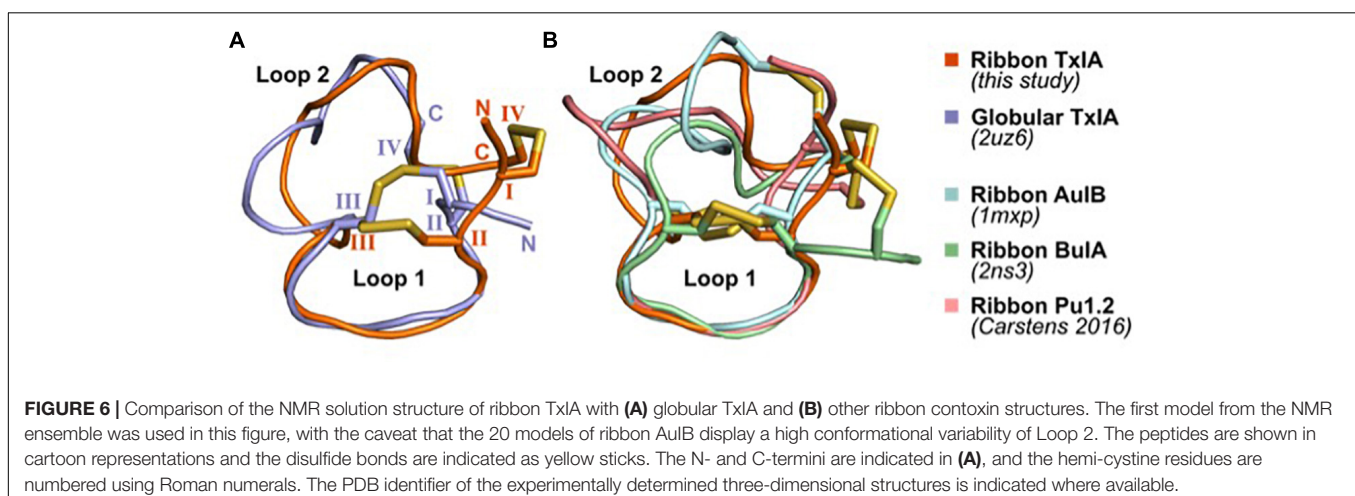 A
B
Loop 2
C
N
IV
IV
C
I
I
III
II
III
II
N
Loop 1
Loop 2
Loop 1
Ribbon TxIA
(this study)
Globular TxIA
(2uz6)
Ribbon AuIB
(1mxp)
Ribbon BuIA
(2ns3)
Ribbon Pu1.2
(Carstens 2016)
FIGURE 6 | Comparison of the NMR solution structure of ribbon TxIA with (A) globular TxIA and (B) other ribbon contoxin structures. The first model from the NMR
ensemble was used in this figure, with the caveat that the 20 models of ribbon AuIB display a high conformational variability of Loop 2. The peptides are shown in
cartoon representations and the disulfide bonds are indicated as yellow sticks. The N- and C-termini are indicated in (A), and the hemi-cystine residues are
numbered using Roman numerals. The PDB identifier of the experimentally determined three-dimensional structures is indicated where available.